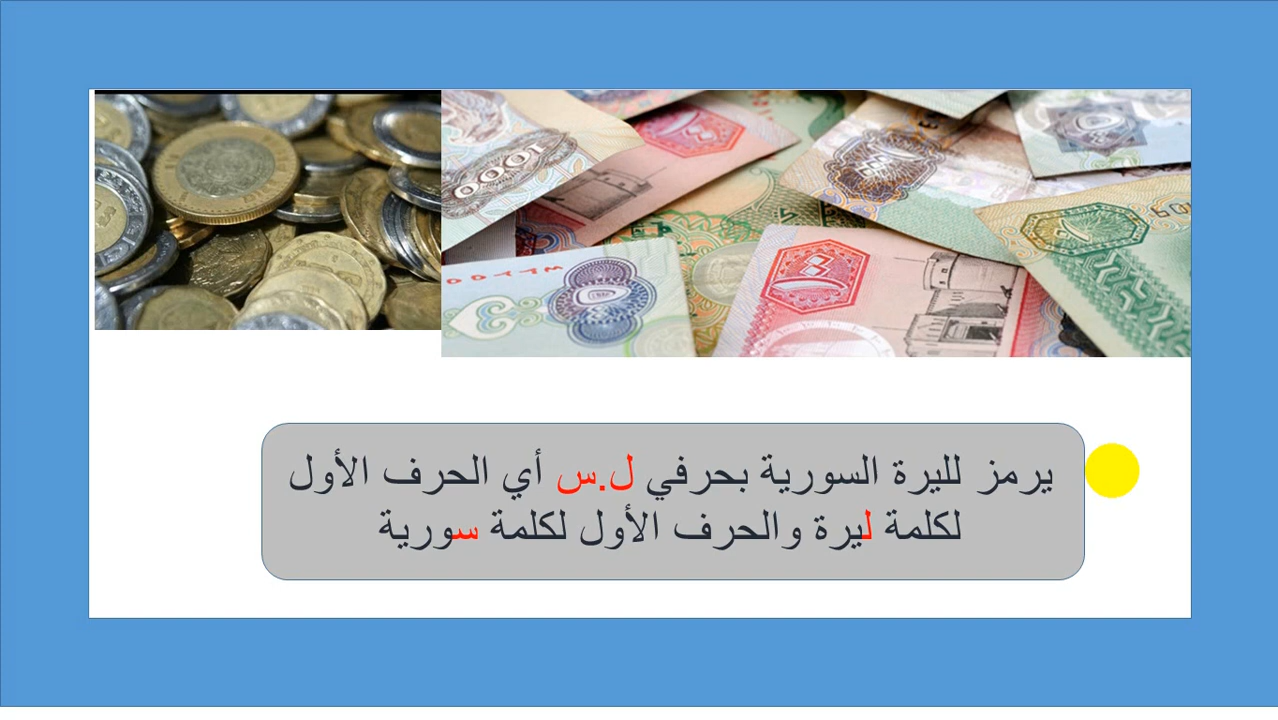 يرمز لليرة السورية بحرفي ل.س أي الحرف الأول
لكلمة ليرة والحرف الأول لكلمة سورية